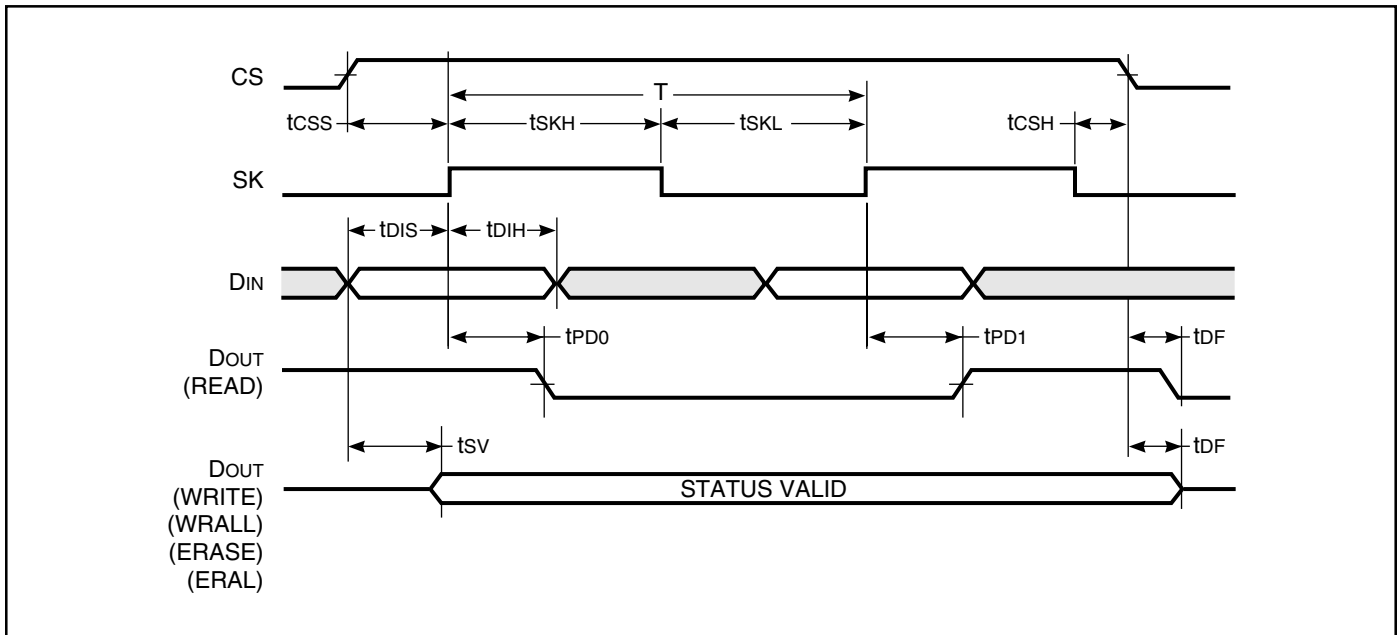 CS
T
tCSS
tSKH
tSKL
tCSH
SK
tDIS
tDIH
DIN
tPD0
tPD1
tDF
DOUT
(READ)
tSV
tDF
DOUT
(WRITE)
STATUS VALID
(WRALL)
(ERASE)
(ERAL)